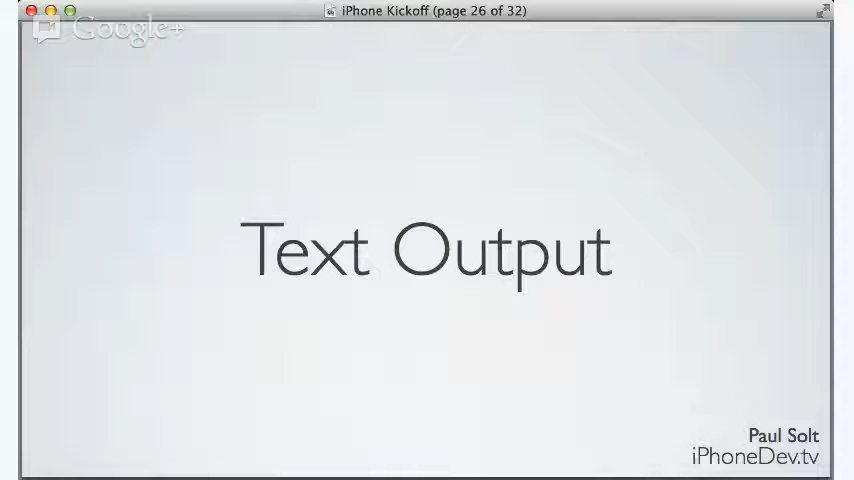 iPhone Kickoff (page 26 of 32)
Google+
Text Output
Paul Solt
iPhoneDev.tv